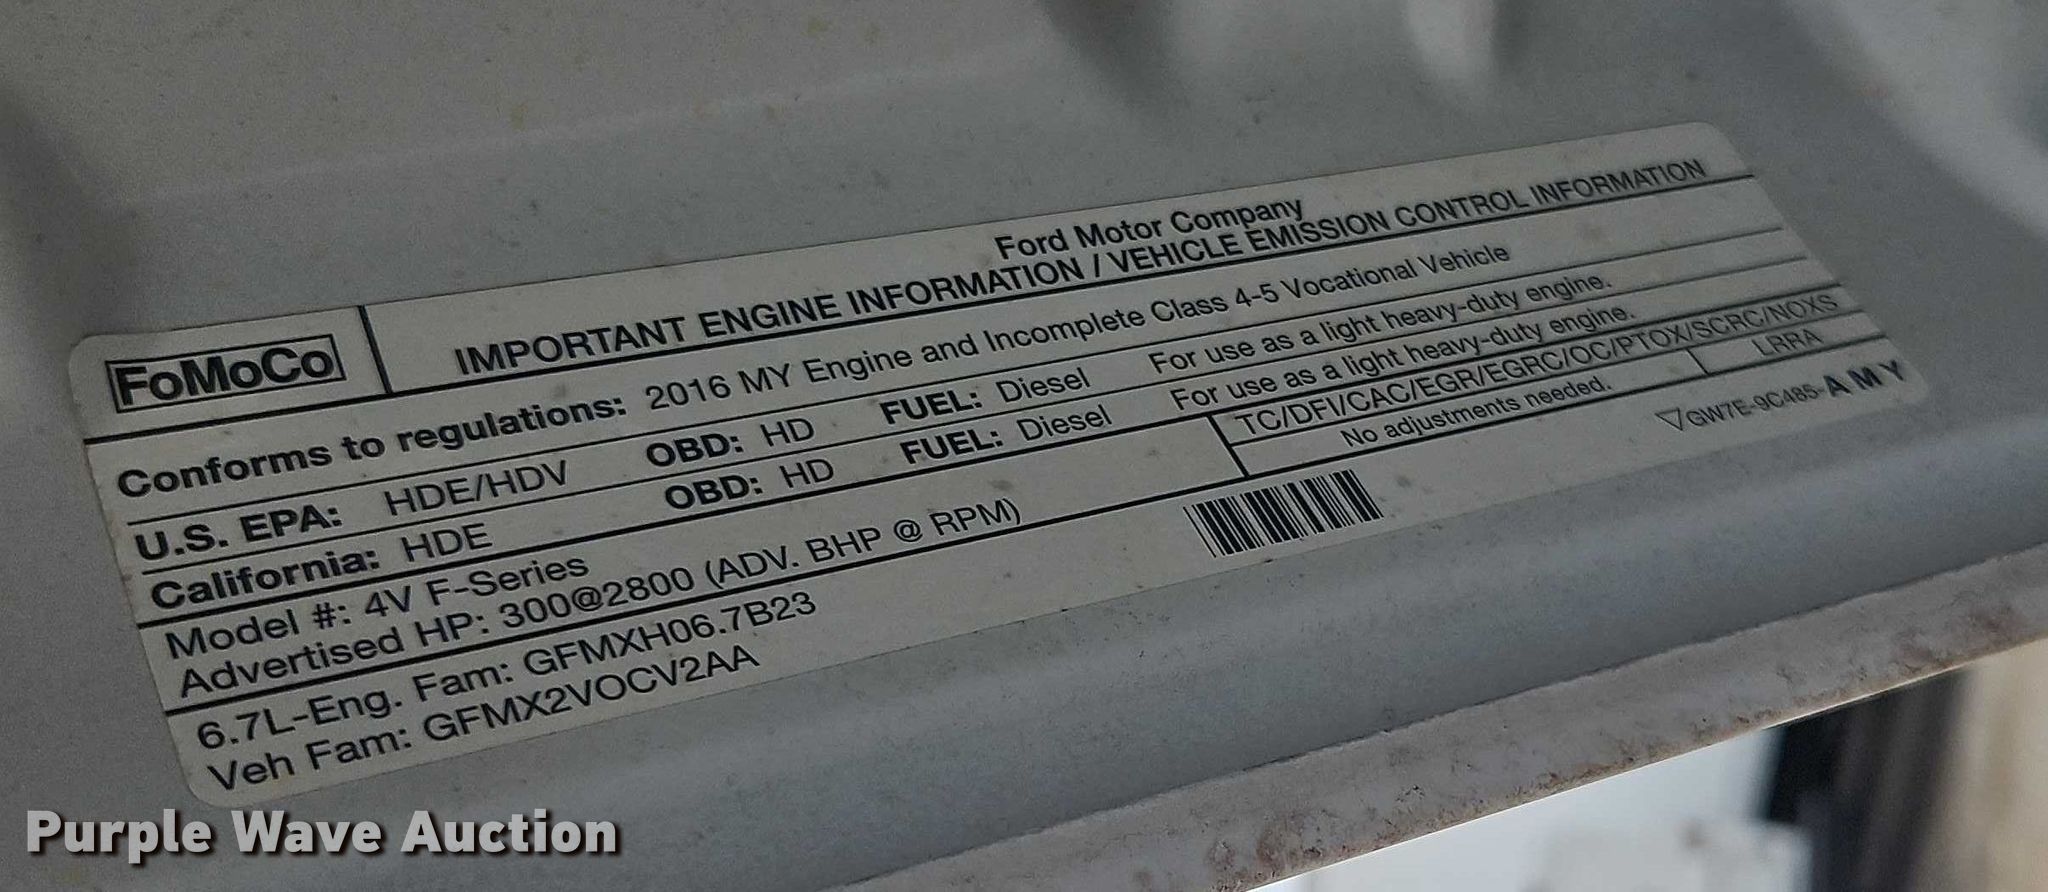 FoMoCo
Ford Motor Company
IMPORTANT ENGINE INFORMATION / VEHICLE EMISSION CONTROL INFORMATION
Conforms to regulations: 2016 MY Engine and Incomplete Class 4-5 Vocational Vehicle
U.S. EPA: HDE/HDV OBD: HD FUEL: Diesel For use as a light heavy-duty engine.
California: HDE OBD: HD FUEL: Diesel For use as a light heavy-duty engine.
Model #: 4V F-Series
Advertised HP: 300@2800 (ADV. BHP @ RPM)
TC/DFI/CAC/EGR/EGRC/OC/PTOX/SCRC/NOXS
No adjustments needed.
LRRA
6.7L-Eng. Fam: GFMXH06.7B23
Veh Fam: GFMX2VOCV2AA
GW7E-9C485-AMY
Purple Wave Auction